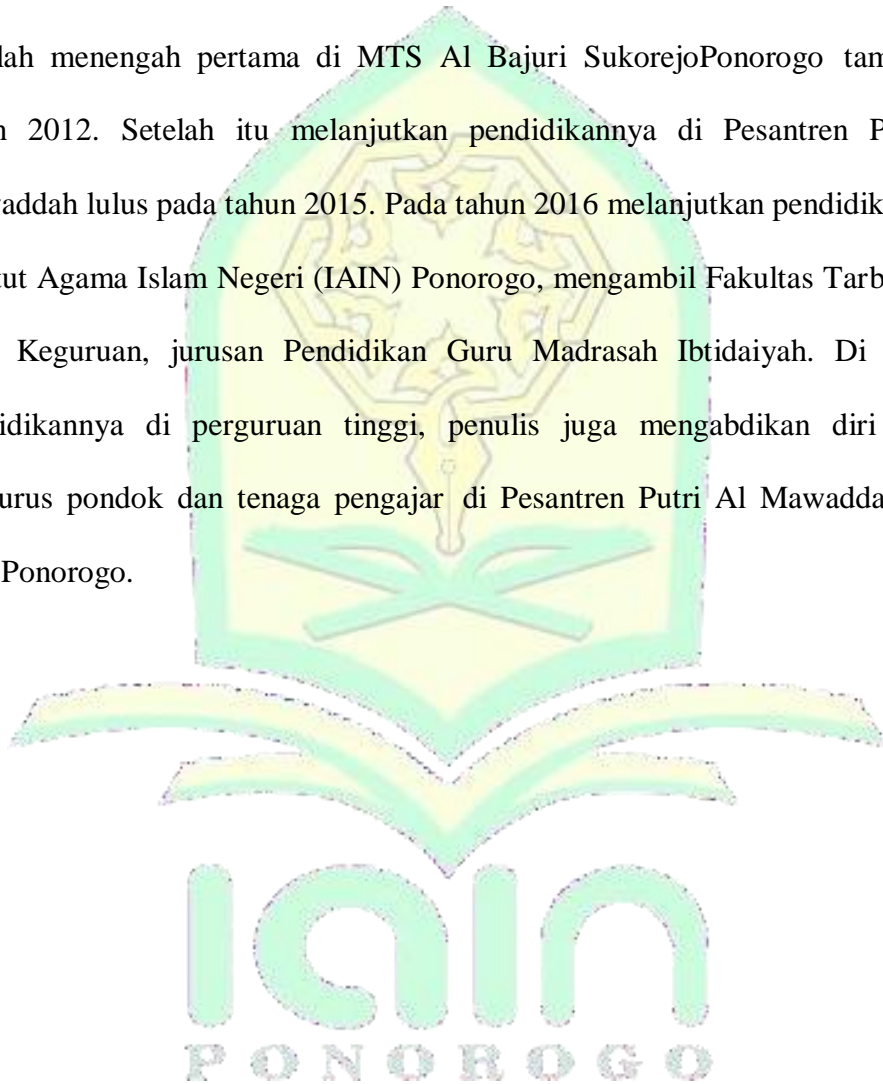 lah menengah pertama di MTS Al Bajuri SukorejoPonorogo tam
n 2012. Setelah itu melanjutkan pendidikannya di Pesantren P
addah lulus pada tahun 2015. Pada tahun 2016 melanjutkan pendidik
tut Agama Islam Negeri (IAIN) Ponorogo, mengambil Fakultas Tarb
Keguruan, jurusan Pendidikan Guru Madrasah Ibtidaiyah. Di
idikannya di perguruan tinggi, penulis juga mengabdikan diri
urus pondok dan tenaga pengajar di Pesantren Putri Al Mawadda
Ponorogo.
iain
PONOROGO